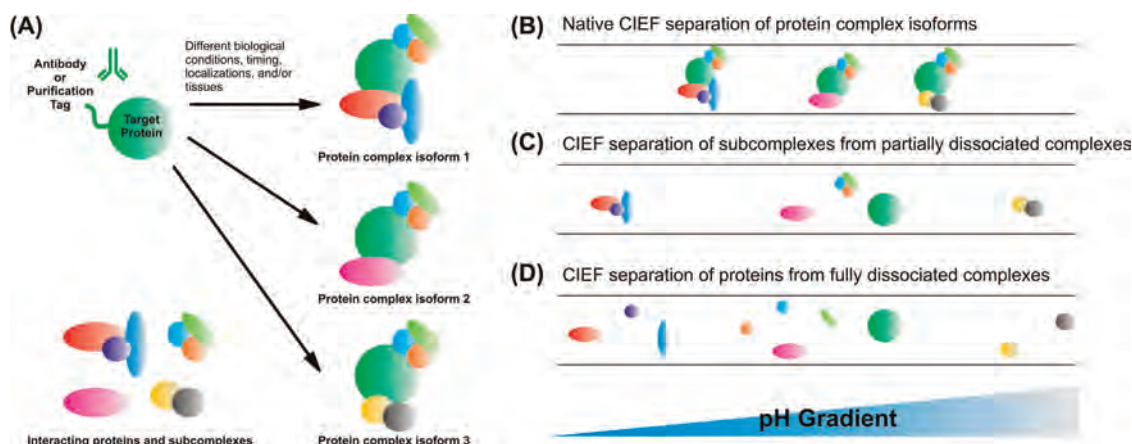 (A)
Antibody
or
Purification
Tag
Target
Protein
Different biological
conditions, timing,
localizations, and/or
tissues
Protein complex isoform 1
Protein complex isoform 2
Interacting proteins and subcomplexes
Protein complex isoform 3
(B) Native CIEF separation of protein complex isoforms
(C) CIEF separation of subcomplexes from partially dissociated complexes
(D) CIEF separation of proteins from fully dissociated complexes
pH Gradient